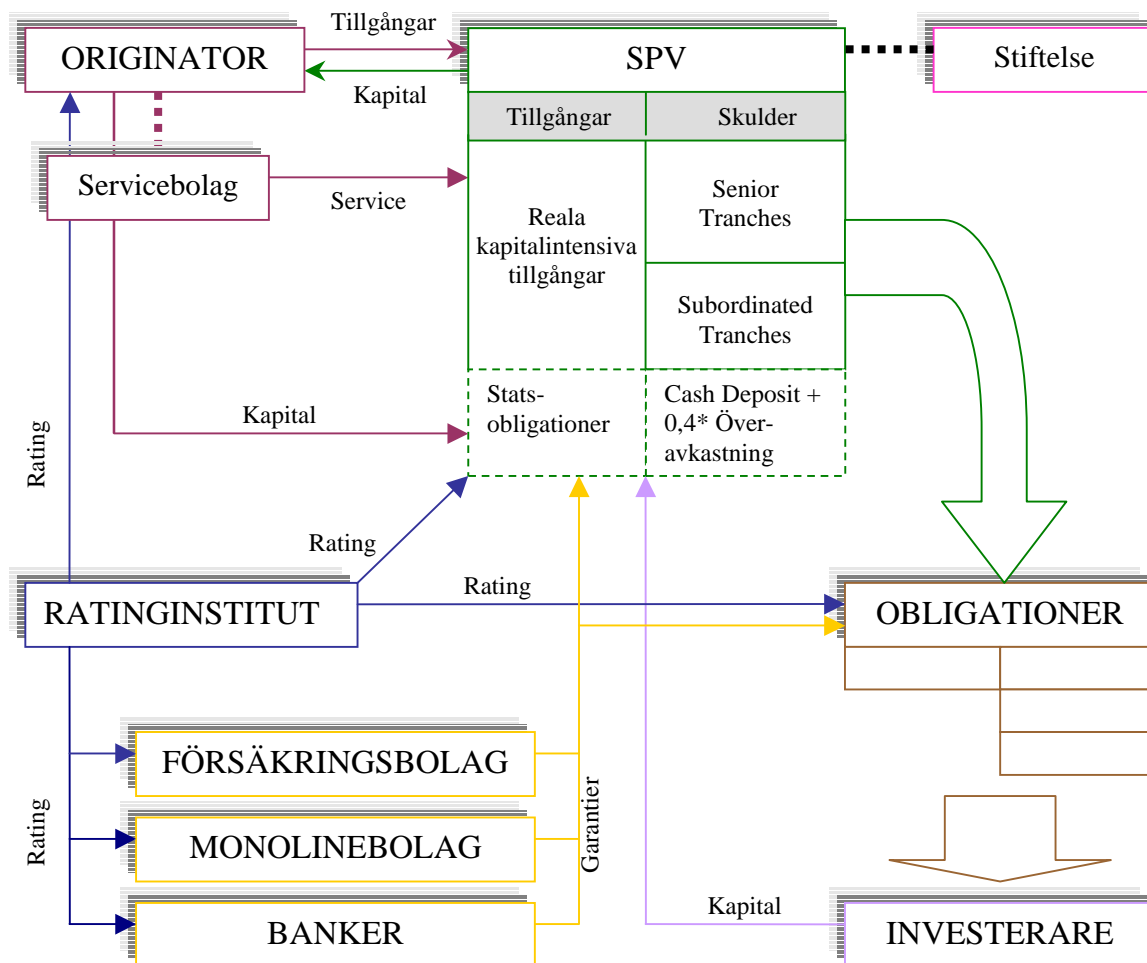 Tillgångar
ORIGINATOR
SPV
Stiftelse
Kapital
Tillgångar
Skulder
Servicebolag
Service
Senior
Tranches
Reala
kapitalintensiva
tillgångar
Subordinated
Tranches
Kapital
Stats-
obligationer
Cash Deposit +
0,4* Över-
avkastning
Rating
Rating
Rating
RATINGINSTITUT
OBLIGATIONER
FÖRSÄKRINGSBOLAG
Rating
Garantier
MONOLINEBOLAG
BANKER
Kapital
INVESTERARE